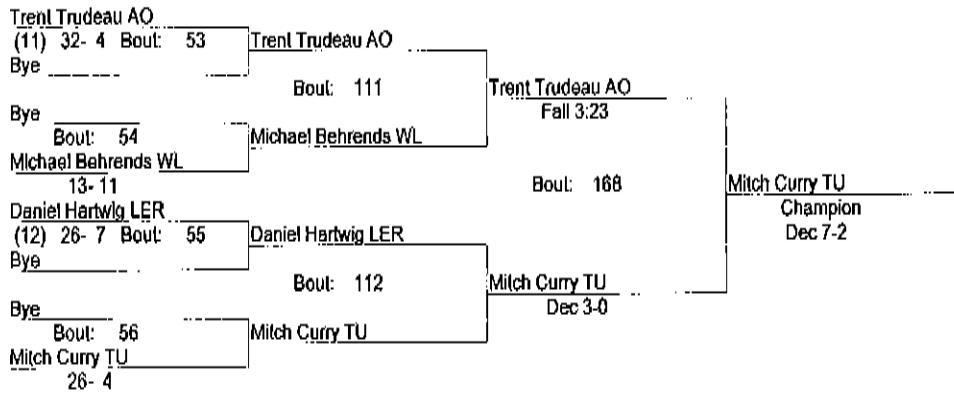 Trent Trudeau AO
(11) 32- 4 Bout: 53
Trent Trudeau AO
Bye
Bout: 111
Trent Trudeau AO
Fall 3:23
Bye
Bout: 54
Michael Behrends WL
Michael Behrends WL
13- 11
Bout: 168
Mitch Curry TU
Champion
Dec 7-2
Daniel Hartwig LER
(12) 26- 7 Bout: 55
Daniel Hartwig LER
Bye
Bout: 112
Mitch Curry TU
Dec 3-0
Bye
Bout: 56
Mitch Curry TU
Mitch Curry TU
26- 4